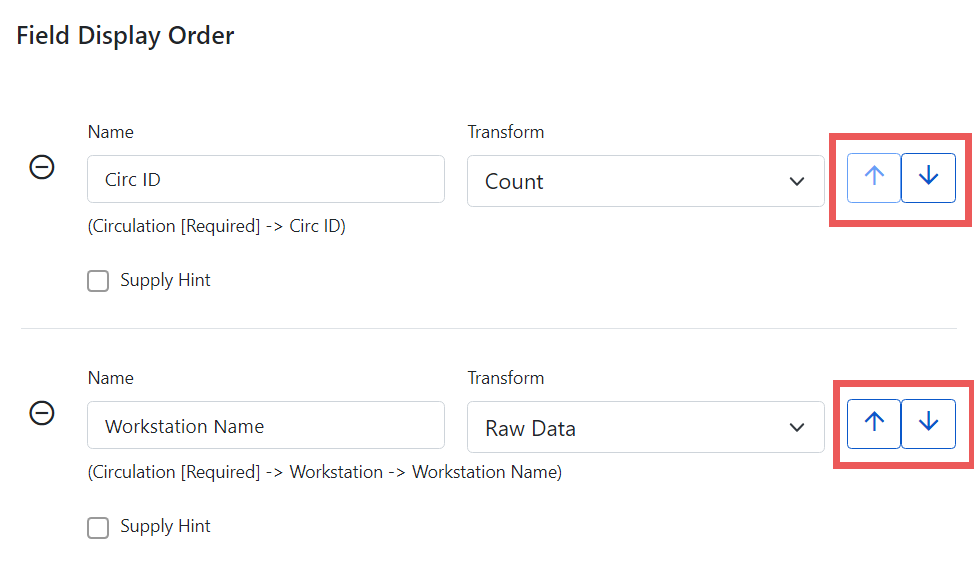 Field Display Order
Name
Transform
Circ ID
Count
(Circulation [Required] -> Circ ID)
Supply Hint
Name
Transform
Workstation Name
Raw Data
(Circulation [Required] -> Workstation -> Workstation Name)
Supply Hint